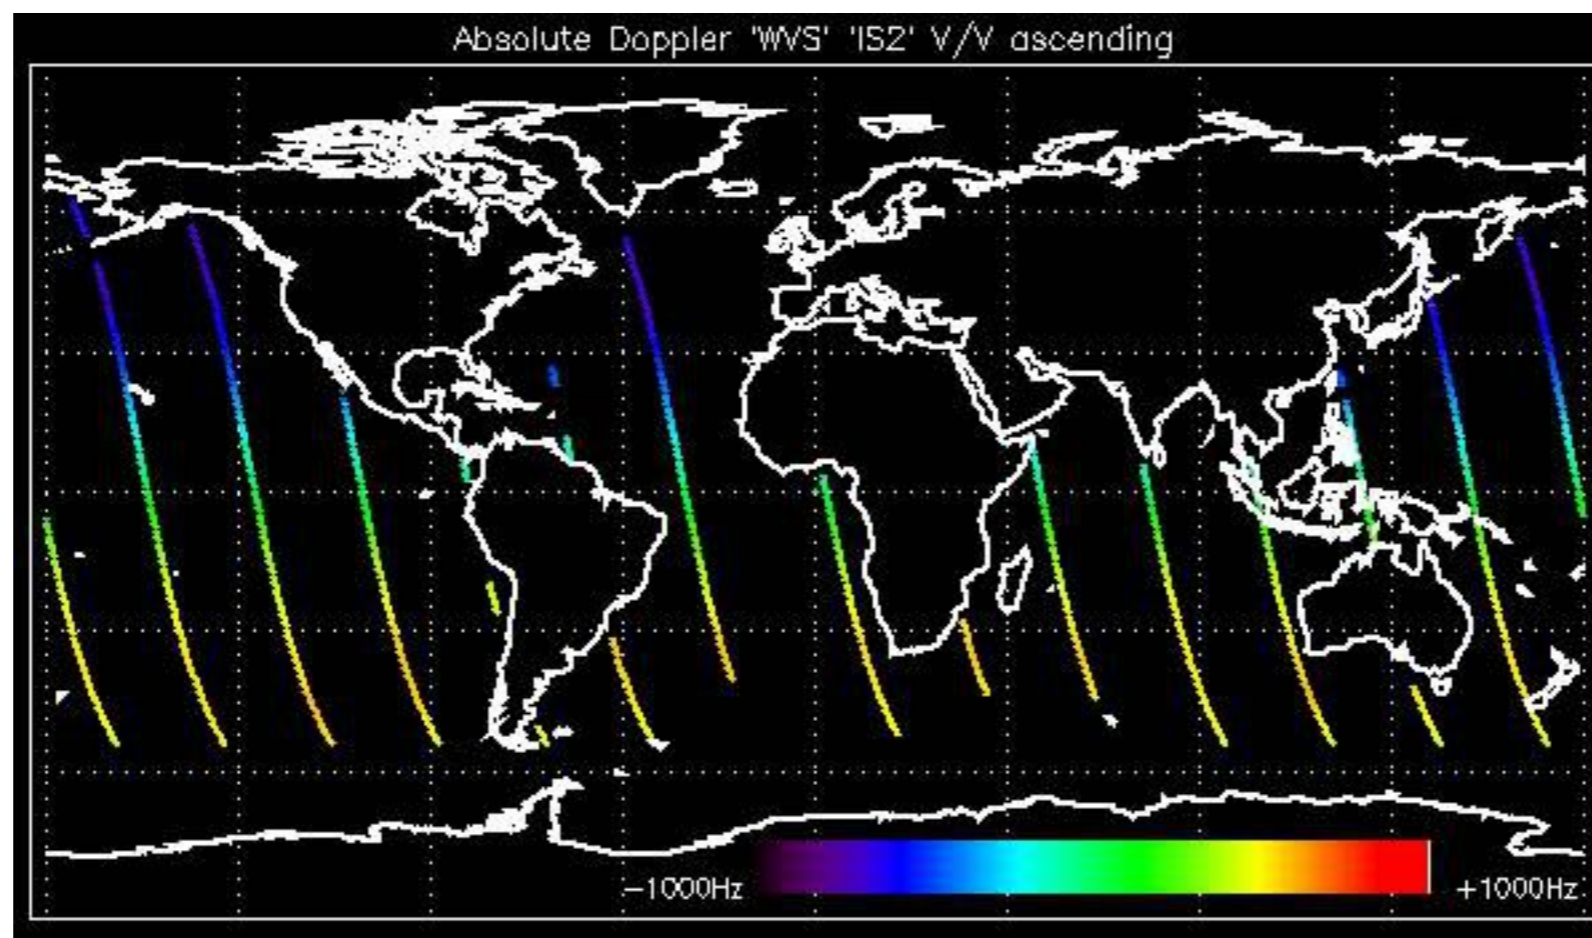 Absolute Doppler 'WVS' 'IS2' V/V ascending
-1000Hz
+1000Hz